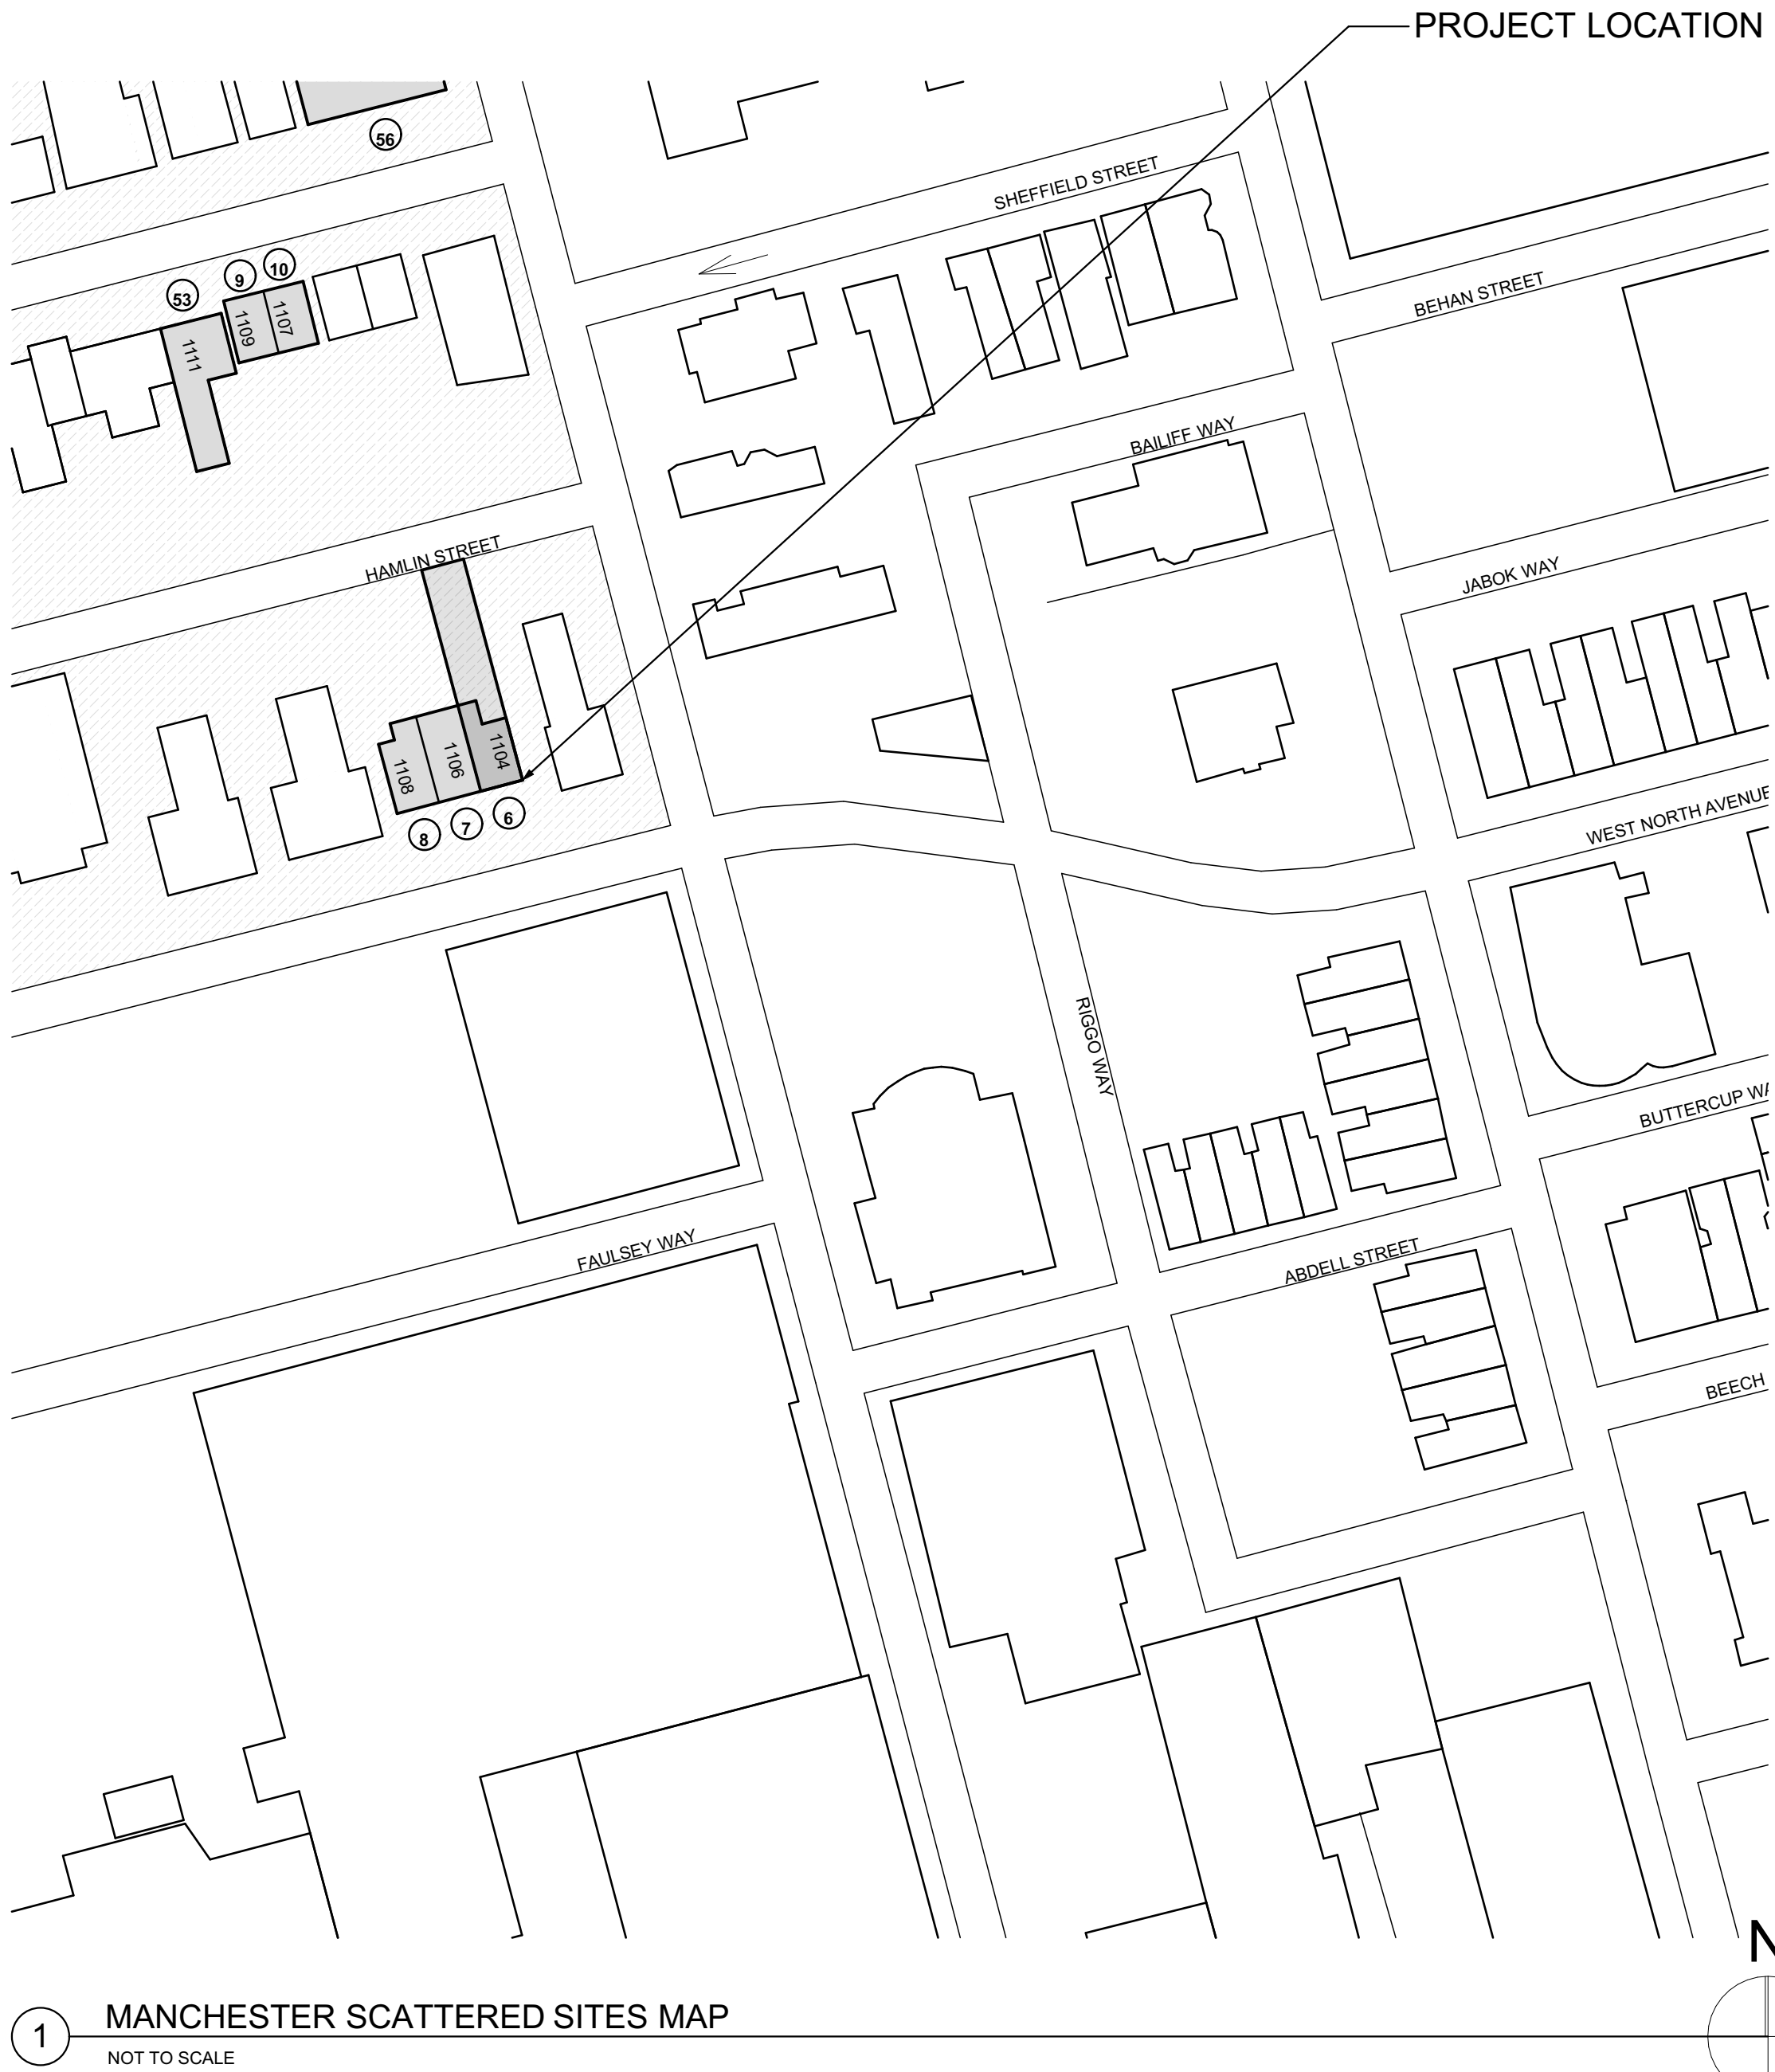 PROJECT LOCATION
56
SHEFFIELD STREET
53
9
10
1111
1109
1107
BEHAN STREET
BAILIFF WAY
HAMLIN STREET
JABOK WAY
1108
1106
1104
8
7
6
WEST NORTH AVENUE
RIGGO WAY
BUTTERCUP WA
FAULSEY WAY
ABDELL STREET
BEECH
N
1
MANCHESTER SCATTERED SITES MAP
NOT TO SCALE